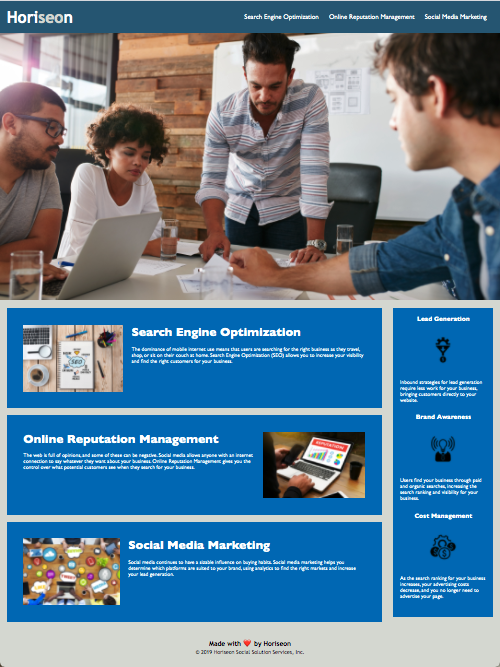 Horiseon
Search Engine Optimization Online Reputation Management Social Media Marketing
Search Engine Optimization
The dominance of mobile internet use means that users are searching for the right business as they travel,
shop, or sit on their couch at home. Search Engine Optimization (SEO) allows you to increase your visibility
and find the right customers for your business.
SEO
Online Reputation Management
The web is full of opinions, and some of these can be negative. Social media allows anyone with an internet
connection to say whatever they want about your business. Online Reputation Management gives you the
control over what potential customers see when they search for your business.
REPUTATION
Social Media Marketing
Social media continues to have a sizable influence on buying habits. Social media marketing helps you
determine which platforms are suited to your brand, using analytics to find the right markets and increase
your lead generation.
Lead Generation
Inbound strategies for lead generation
require less work for your business,
bringing customers directly to your
website.
Brand Awareness
Users find your business through paid
and organic searches, increasing the
search ranking and visibility for your
business.
Cost Management
As the search ranking for your business
increases, your advertising costs
decrease, and you no longer need to
advertise your page.
Made with ❤️ by Horiseon
© 2019 Horiseon Social Solution Services, Inc.